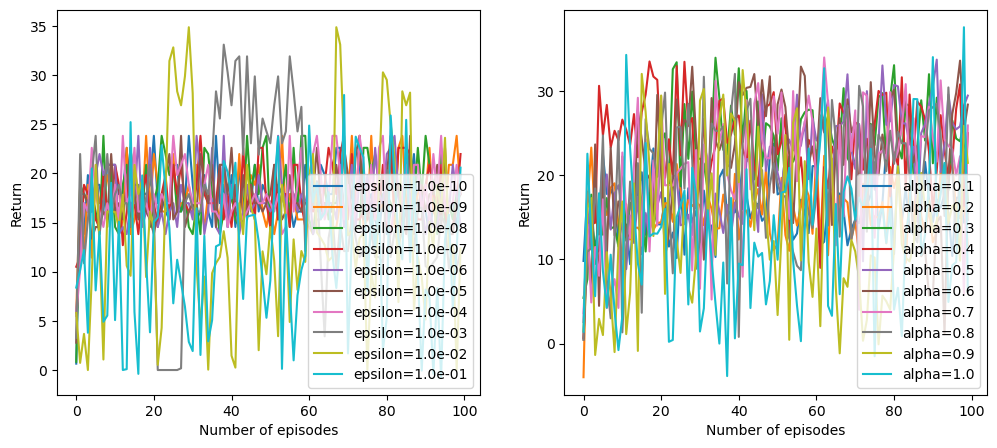 35
30
25
20
15
10
5
0
Return
0 20 40 60 80 100
Number of episodes
epsilon=1.0e-10
epsilon=1.0e-09
epsilon=1.0e-08
epsilon=1.0e-07
epsilon=1.0e-06
epsilon=1.0e-05
epsilon=1.0e-04
epsilon=1.0e-03
epsilon=1.0e-02
epsilon=1.0e-01
30
20
10
0
Return
0 20 40 60 80 100
Number of episodes
alpha=0.1
alpha=0.2
alpha=0.3
alpha=0.4
alpha=0.5
alpha=0.6
alpha=0.7
alpha=0.8
alpha=0.9
alpha=1.0